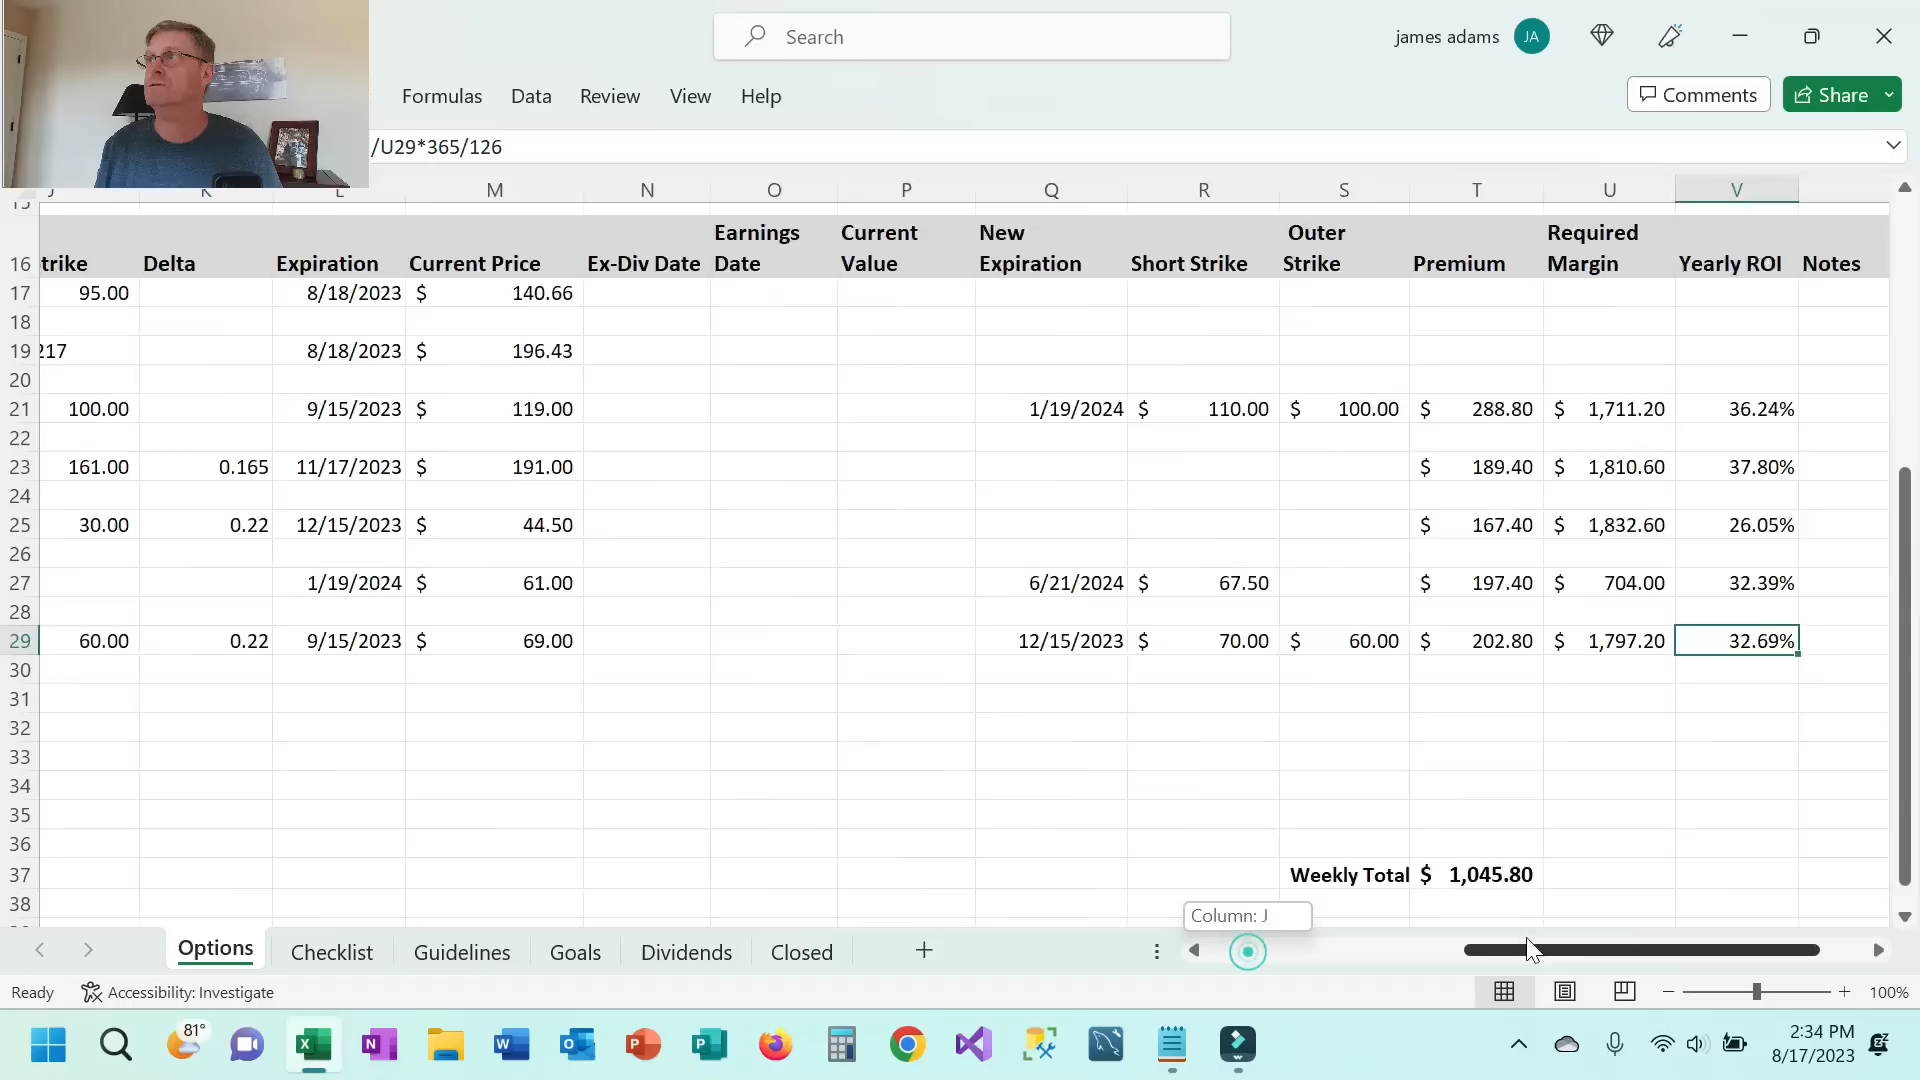 Search
james adams
JA
Formulas Data Review View Help
Comments
Share
/U29*365/126
M N O P Q R S T U V
Earnings Current New Outer Required
16 trike Delta Expiration Current Price Ex-Div Date Date Value Expiration Short Strike Strike Premium Margin Yearly ROI Notes
17 95.00 8/18/2023 $ 140.66
18
19 217 8/18/2023 $ 196.43
20
21 100.00 9/15/2023 $ 119.00 1/19/2024 $ 110.00 $ 100.00 $ 288.80 $ 1,711.20 36.24%
22
23 161.00 0.165 11/17/2023 $ 191.00 $ 189.40 $ 1,810.60 37.80%
24
25 30.00 0.22 12/15/2023 $ 44.50 $ 167.40 $ 1,832.60 26.05%
26
27 1/19/2024 $ 61.00 6/21/2024 $ 67.50 $ 197.40 $ 704.00 32.39%
28
29 60.00 0.22 9/15/2023 $ 69.00 12/15/2023 $ 70.00 $ 60.00 $ 202.80 $ 1,797.20 32.69%
30
31
32
33
34
35
36
37 Weekly Total $ 1,045.80
38
Column: J
Options Checklist Guidelines Goals Dividends Closed
Ready Accessibility: Investigate 100%
81°
2:34 PM
8/17/2023